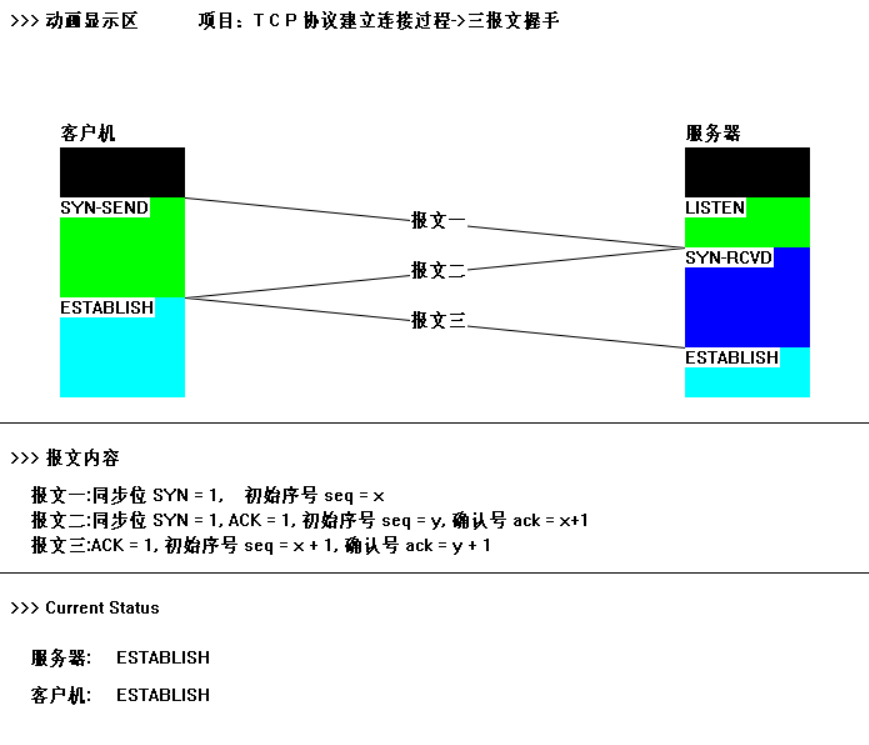 >>> 动画显示区 项目：T C P 协议建立连接过程->三报文握手
客户机 服务器
SYN-SEND LISTEN
报文一
SYN-RCVD
报文二
ESTABLISH
报文三
ESTABLISH
>>> 报文内容
报文一:同步位 SYN = 1, 初始序号 seq = x
报文二:同步位 SYN = 1, ACK = 1, 初始序号 seq = y, 确认号 ack = x+1
报文三:ACK = 1, 初始序号 seq = x + 1, 确认号 ack = y + 1
>>> Current Status
服务器: ESTABLISH
客户机: ESTABLISH